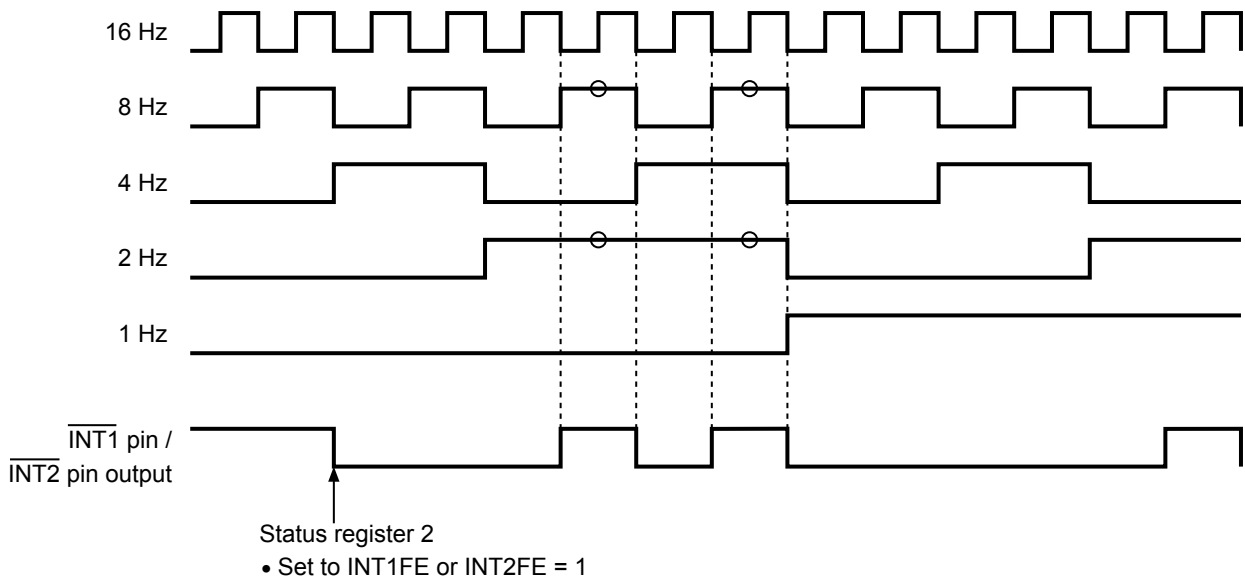 16 Hz
8 Hz
4 Hz
2 Hz
1 Hz
INT1 pin /
INT2 pin output
Status register 2
• Set to INT1FE or INT2FE = 1